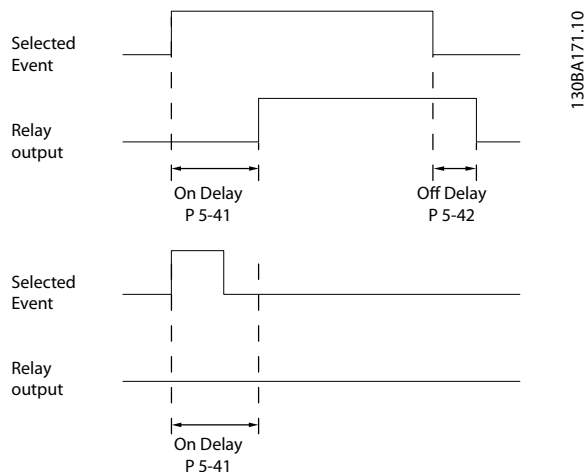 Selected
Event
Relay
output
On Delay
P 5-41
Off Delay
P 5-42
Selected
Event
Relay
output
On Delay
P 5-41
130BA171.10